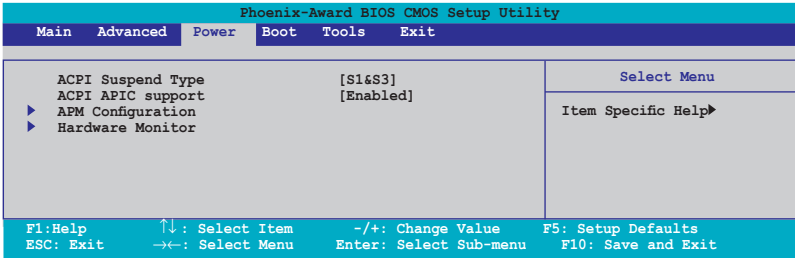 Phoenix-Award BIOS CMOS Setup Utility
Main Advanced Power Boot Tools Exit
Select Menu
ACPI Suspend Type [S1&S3]
ACPI APIC support [Enabled]
APM Configuration
Hardware Monitor
Item Specific Help
F1:Help ↑↓: Select Item -/+: Change Value F5: Setup Defaults
ESC: Exit →←: Select Menu Enter: Select Sub-menu F10: Save and Exit